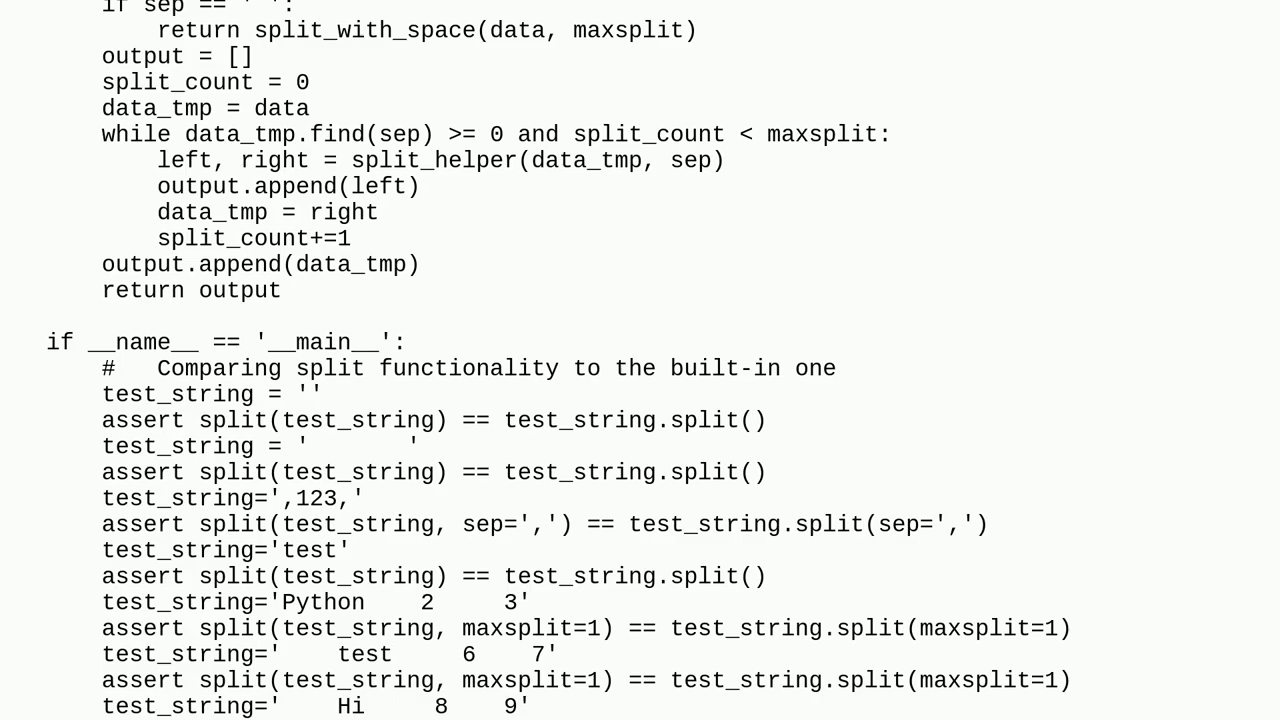 if sep == ' ':
return split_with_space(data, maxsplit)
output = []
split_count = 0
data_tmp = data
while data_tmp.find(sep) >= 0 and split_count < maxsplit:
left, right = split_helper(data_tmp, sep)
output.append(left)
data_tmp = right
split_count+=1
output.append(data_tmp)
return output
if __name__ == '__main__':
#   Comparing split functionality to the built-in one
test_string = ''
assert split(test_string) == test_string.split()
test_string = '       '
assert split(test_string) == test_string.split()
test_string=',123,'
assert split(test_string, sep=',') == test_string.split(sep=',')
test_string='test'
assert split(test_string) == test_string.split()
test_string='Python    2     3'
assert split(test_string, maxsplit=1) == test_string.split(maxsplit=1)
test_string='    test     6    7'
assert split(test_string, maxsplit=1) == test_string.split(maxsplit=1)
test_string='    Hi     8    9'